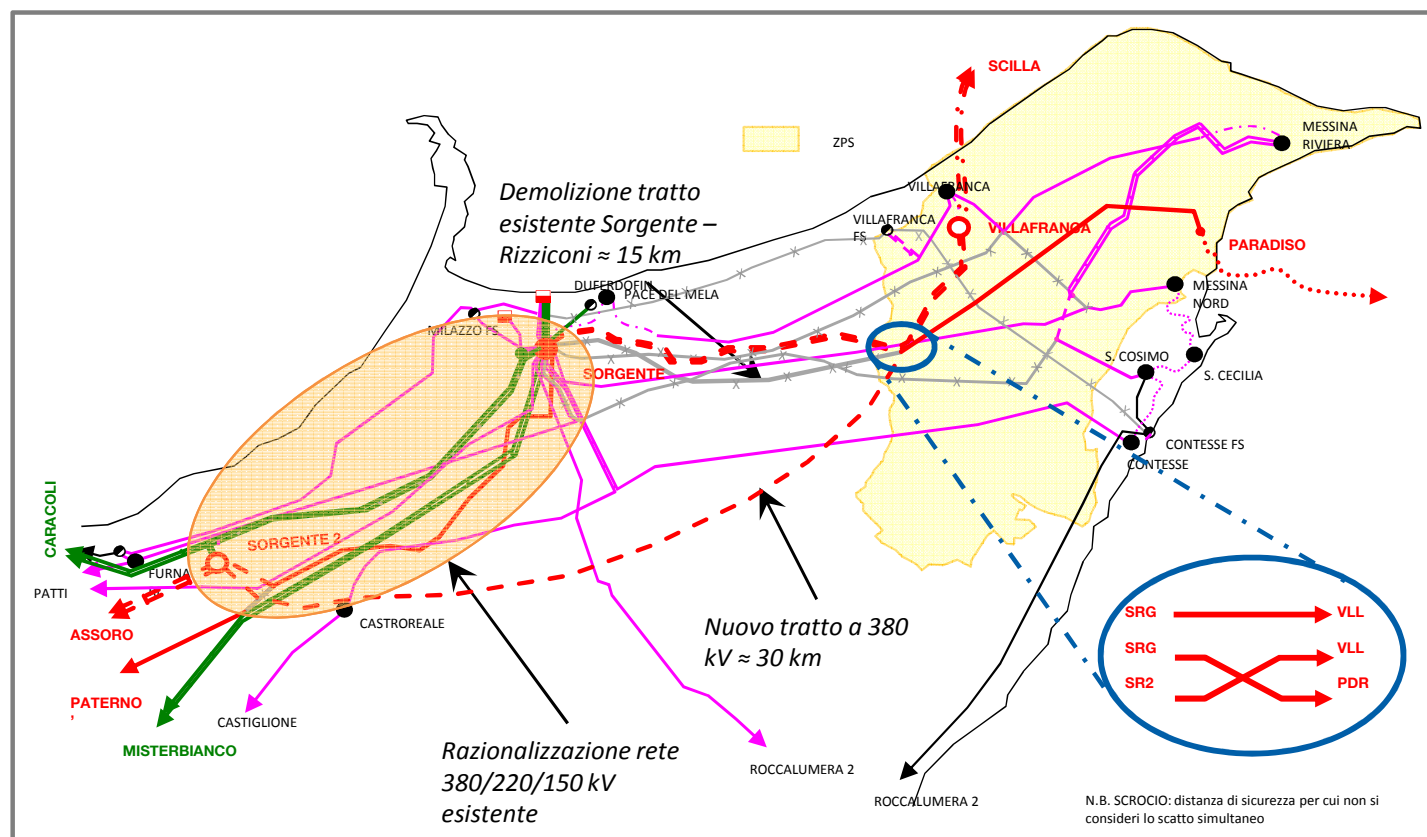 SCILLA
ZPS
MESSINA
RIVIERA
Demolizione tratto
esistente Sorgente –
Rizziconi ≈ 15 km
VILLAFRANCA
VILLAFRANCA
FS
VILLAFRANCA
PARADISO
DUFERDOFIN
PACE DEL MELA
MESSINA
NORD
MILAZZO FS
SORGENTE
S. COSIMO
S. CECILIA
CONTESSE FS
CONTESSE
CARACOLI
SORGENTE 2
FURNA
PATTI
ASSORO
CASTROREALE
PATERNO
,
CASTIGLIONE
MISTERBIANCO
Nuovo tratto a 380
kV ≈ 30 km
SRG
VLL
SRG
VLL
SR2
PDR
Razionalizzazione rete
380/220/150 kV
esistente
ROCCALUMERA 2
ROCCALUMERA 2
N.B. SCROCIO: distanza di sicurezza per cui non si
consideri lo scatto simultaneo